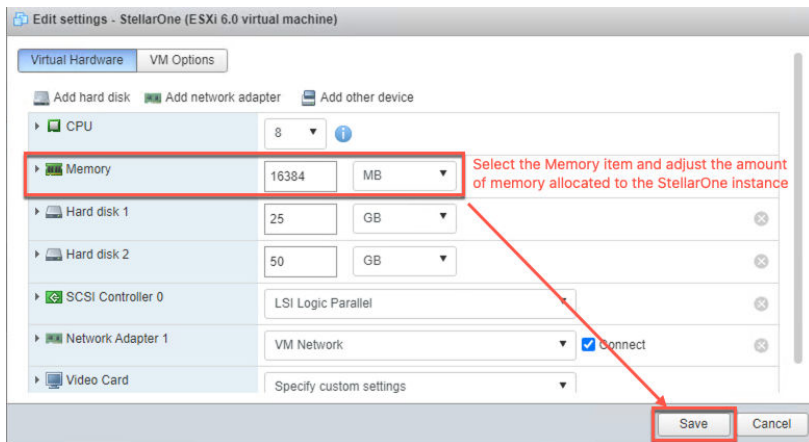 Edit settings - StellarOne (ESXi 6.0 virtual machine)
Virtual Hardware VM Options
Add hard disk Add network adapter Add other device
CPU 8
Memory 16384 MB
Select the Memory item and adjust the amount
of memory allocated to the StellarOne instance
Hard disk 1 25 GB
Hard disk 2 50 GB
SCSI Controller 0 LSI Logic Parallel
Network Adapter 1 VM Network Connect
Video Card Specify custom settings
Save Cancel